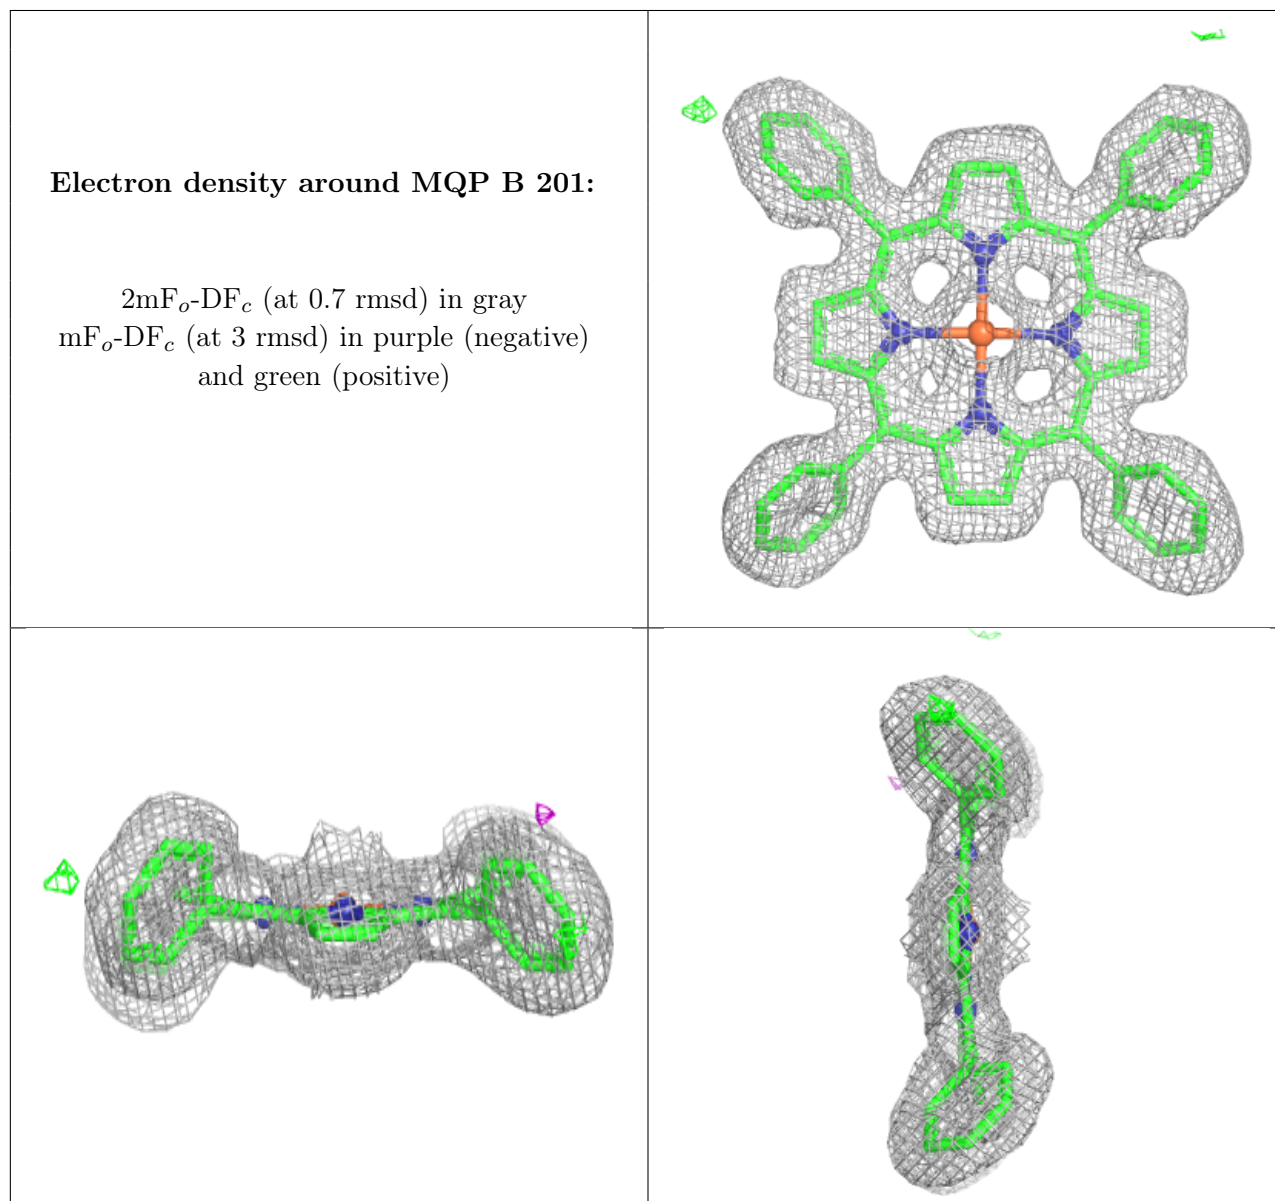 Electron density around MQP B 201:
2mFo-DFc (at 0.7 rmsd) in gray
mFo-DFc (at 3 rmsd) in purple (negative)
and green (positive)